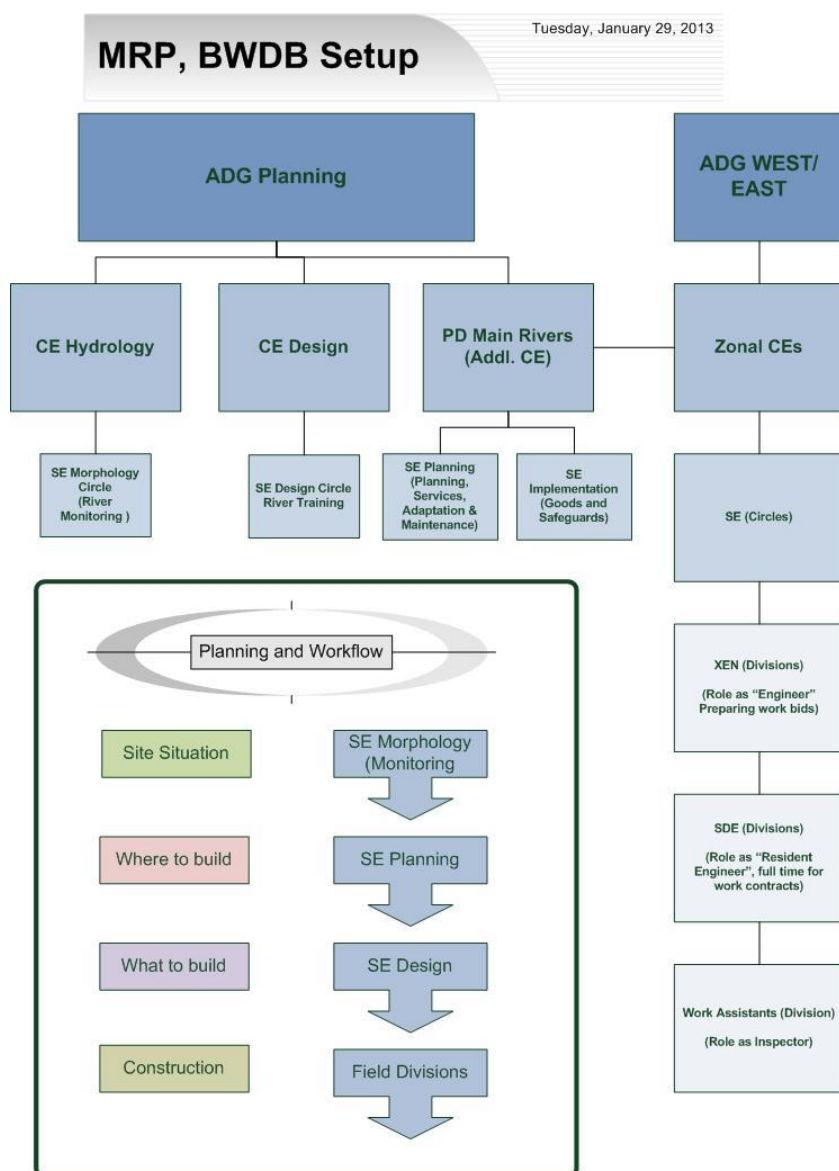 MRP, BWDB Setup
Tuesday, January 29, 2013
ADG Planning
ADG WEST/
EAST
CE Hydrology
CE Design
PD Main Rivers
(Addl. CE)
Zonal CEs
SE Morphology
Circle
(River
Monitoring )
SE Design Circle
River Training
SE Planning
(Planning,
Services,
Adaptation &
Maintenance)
SE
Implementation
(Goods and
Safeguards)
SE (Circles)
XEN (Divisions)
(Role as “Engineer”
Preparing work bids)
SDE (Divisions)
(Role as “Resident
Engineer”, full time for
work contracts)
Work Assistants (Division)
(Role as Inspector)
Planning and Workflow
Site Situation
SE Morphology
(Monitoring
Where to build
SE Planning
What to build
SE Design
Construction
Field Divisions